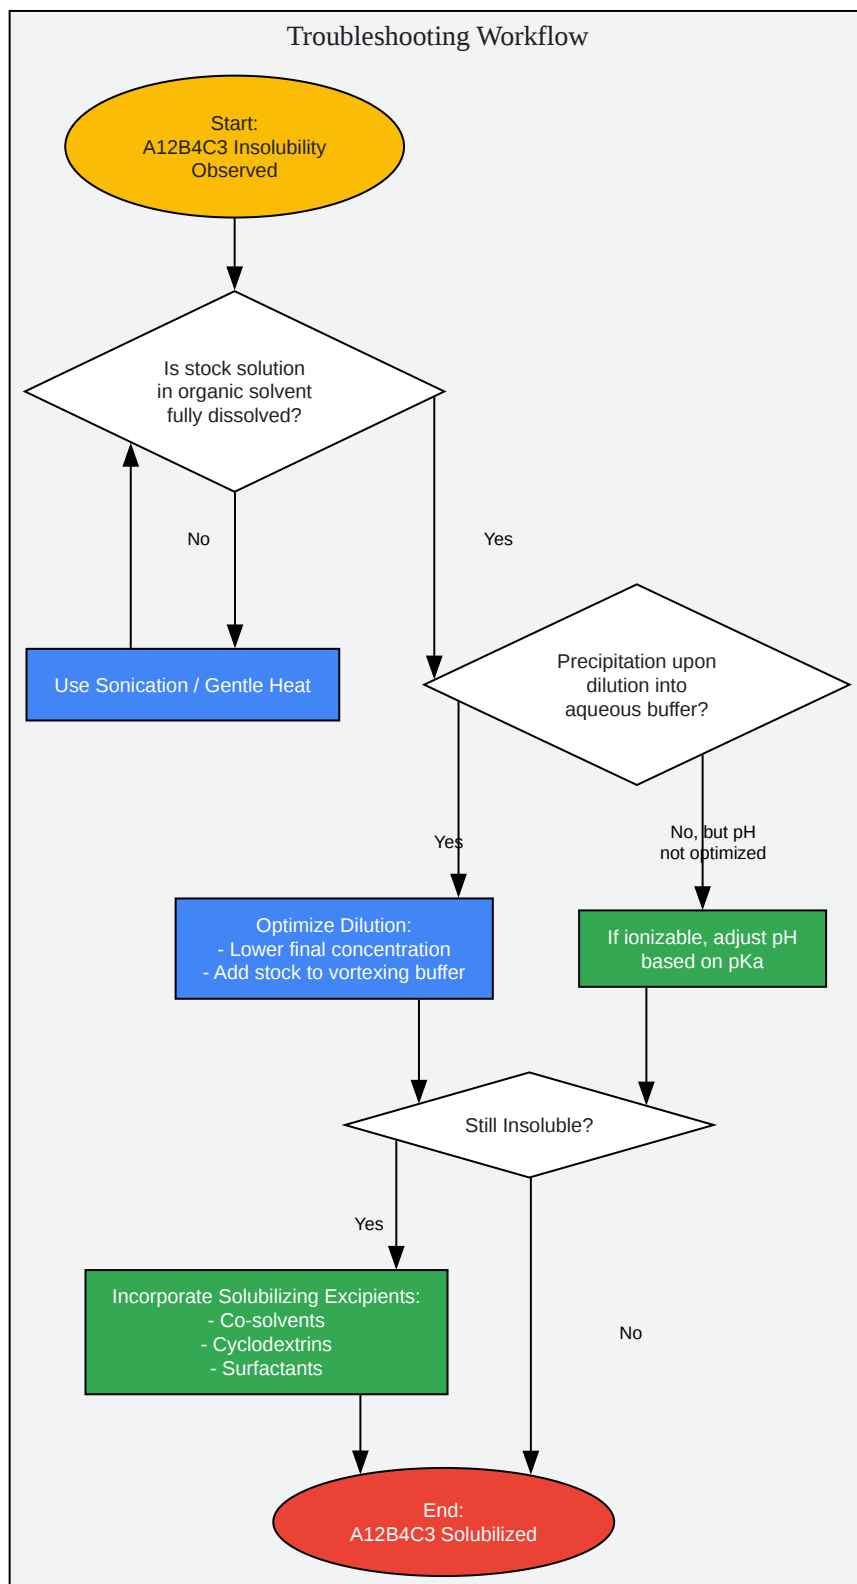 Troubleshooting Workflow
Start:
A12B4C3 Insolubility
Observed
Is stock solution
in organic solvent
fully dissolved?
No
Yes
Use Sonication / Gentle Heat
Precipitation upon
dilution into
aqueous buffer?
Yes
No, but pH
not optimized
Optimize Dilution:
- Lower final concentration
- Add stock to vortexing buffer
If ionizable, adjust pH
based on pKa
Still Insoluble?
Yes
Incorporate Solubilizing Excipients:
- Co-solvents
- Cyclodextrins
- Surfactants
No
End:
A12B4C3 Solubilized